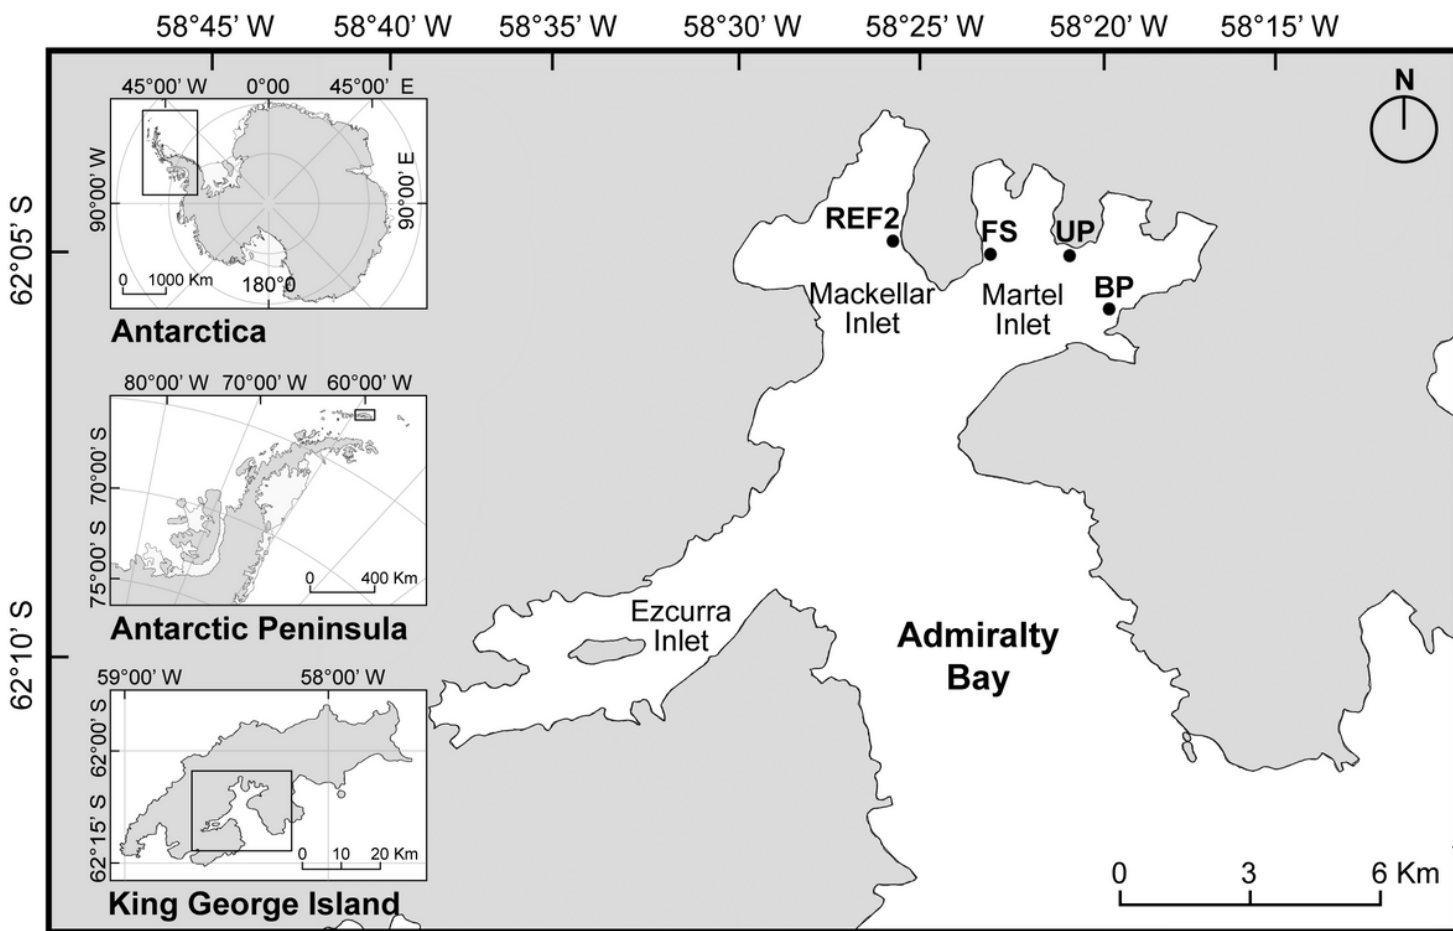 58°45' W 58°40' W 58°35' W 58°30' W 58°25' W 58°20' W 58°15' W
62°05' S
62°10' S
N
45°00' W 0°00 45°00' E
90°00' W
90°00' E
180°0
0 1000 Km
Antarctica
80°00' W 70°00' W 60°00' W
70°00' S
75°00' S
0 400 Km
Antarctic Peninsula
59°00' W 58°00' W
62°00' S
62°15' S
0 10 20 Km
King George Island
REF2
FS
UP
BP
Mackellar
Inlet
Martel
Inlet
Ezcurra
Inlet
Admiralty
Bay
0 3 6 Km